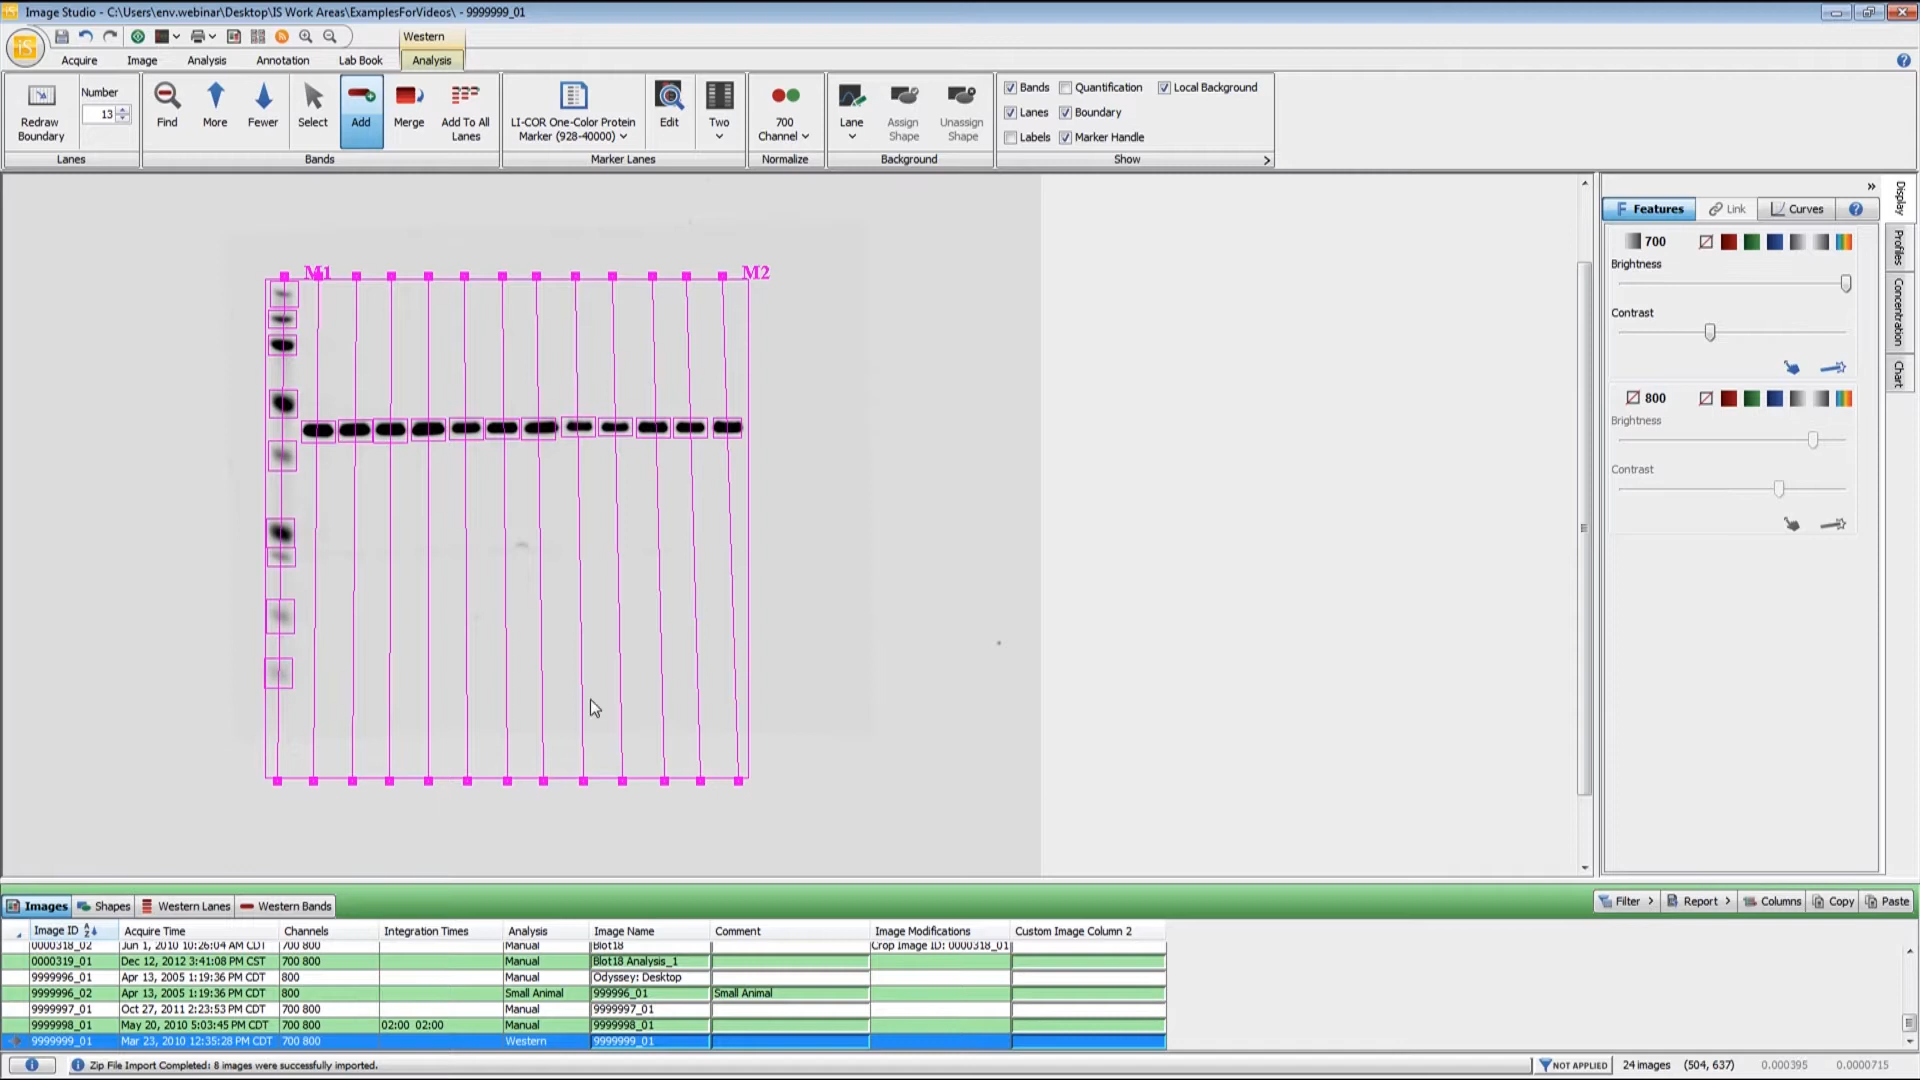 Image Studio - C:\Users\env.webinar\Desktop\IS Work Areas\ExamplesForVideos\ - 9999999_01
iS
Western
Acquire Image Analysis Annotation Lab Book Analysis
Redraw Boundary
Number
13
Lanes
Find More Fewer Select Add Merge Add To All Lanes
Bands
LI-COR One-Color Protein Marker (928-40000)
Edit Two
Marker Lanes
700 Channel
Normalize
Lane Assign Shape Unassign Shape
Background
Bands Quantification Local Background
Lanes Boundary
Labels Marker Handle
Show
M1 M2
Features Link Curves
Display
Profiles
Concentration
Chart
700
Brightness
Contrast
800
Brightness
Contrast
Images Shapes Western Lanes Western Bands
Filter Report Columns Copy Paste
Image ID Acquire Time Channels Integration Times Analysis Image Name Comment Image Modifications Custom Image Column 2
0000318_02 Jun 1, 2010 10:26:04 AM CDT 700 800 Manual Blot18 Crop Image ID: 0000318_01
0000319_01 Dec 12, 2012 3:41:08 PM CST 700 800 Manual Blot18 Analysis_1
9999996_01 Apr 13, 2005 1:19:36 PM CDT 800 Manual Odyssey: Desktop
9999996_02 Apr 13, 2005 1:19:36 PM CDT 800 Small Animal 999996_01 Small Animal
9999997_01 Oct 27, 2011 2:23:53 PM CDT 700 800 Manual 9999997_01
9999998_01 May 20, 2010 5:03:45 PM CDT 700 800 02:00 02:00 Manual 9999998_01
9999999_01 Mar 23, 2010 12:35:28 PM CDT 700 800 Western 9999999_01
Zip File Import Completed: 8 images were successfully imported.
NOT APPLIED 24 images (504, 637) 0.000395 0.0000715